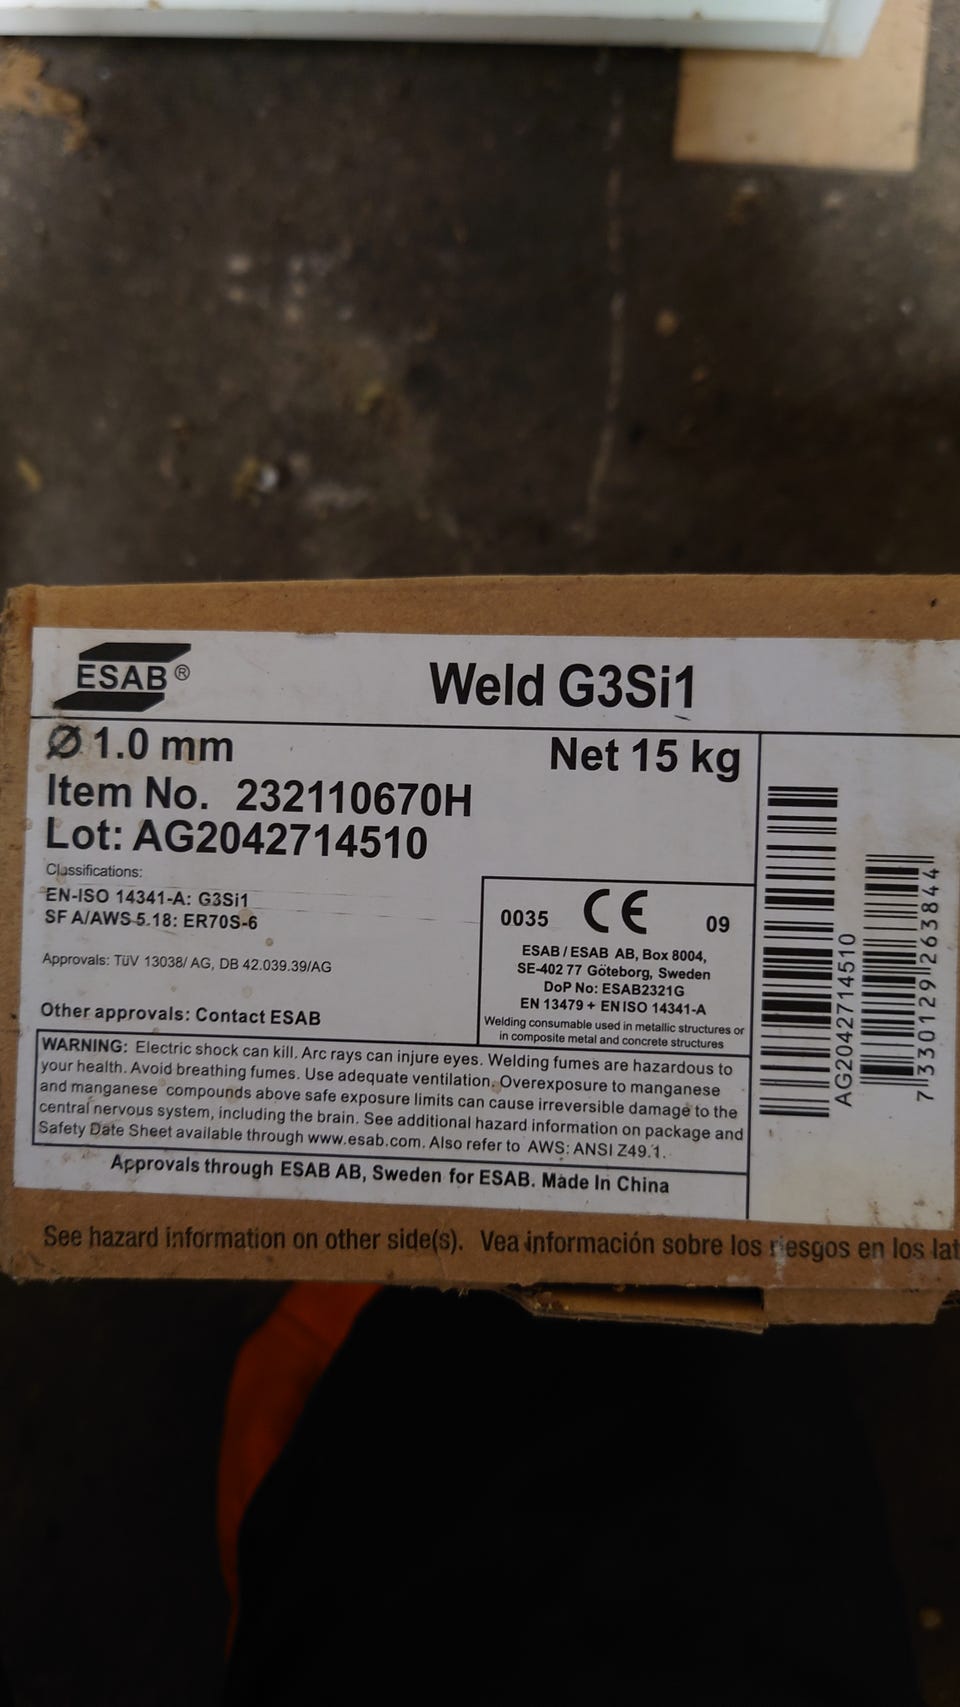 ESAB®
Weld G3Si1
Ø 1.0 mm
Net 15 kg
Item No. 232110670H
Lot: AG2042714510
Classifications:
EN-ISO 14341-A: G3Si1
SF A/AWS 5.18: ER70S-6
Approvals: TüV 13038/ AG, DB 42.039.39/AG
Other approvals: Contact ESAB
0035 CE 09
ESAB / ESAB AB, Box 8004,
SE-402 77 Göteborg, Sweden
DoP No: ESAB2321G
EN 13479 + EN ISO 14341-A
Welding consumable used in metallic structures or
in composite metal and concrete structures
WARNING: Electric shock can kill. Arc rays can injure eyes. Welding fumes are hazardous to
your health. Avoid breathing fumes. Use adequate ventilation. Overexposure to manganese
and manganese compounds above safe exposure limits can cause irreversible damage to the
central nervous system, including the brain. See additional hazard information on package and
Safety Date Sheet available through www.esab.com. Also refer to AWS: ANSI Z49.1.
Approvals through ESAB AB, Sweden for ESAB. Made In China
AG2042714510
7 330129 263844
See hazard information on other side(s). Vea información sobre los riesgos en los lat